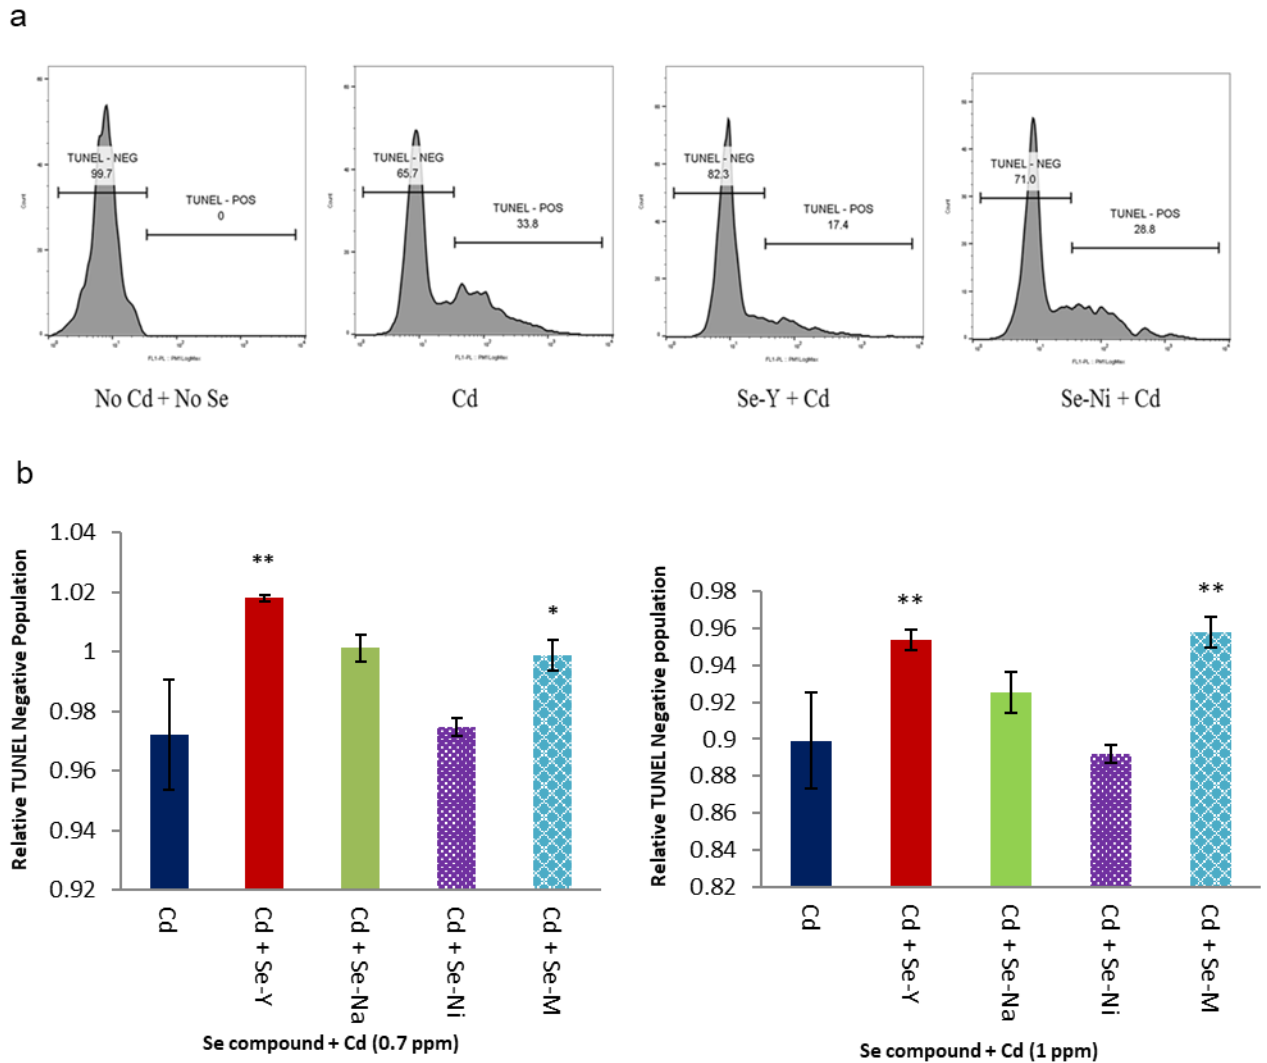 a
TUNEL - NEG
99.7
TUNEL - POS
0
Count
No Cd + No Se
TUNEL - NEG
65.7
TUNEL - POS
33.8
Count
Cd
TUNEL - NEG
82.3
TUNEL - POS
17.4
Count
Se-Y + Cd
TUNEL - NEG
71.0
TUNEL - POS
28.8
Count
Se-Ni + Cd
b
Relative TUNEL Negative Population
1.04
1.02
1
0.98
0.96
0.94
0.92
**
*
Cd
Cd + Se-Y
Cd + Se-Na
Cd + Se-Ni
Cd + Se-M
Se compound + Cd (0.7 ppm)
Relative TUNEL Negative population
0.98
0.96
0.94
0.92
0.9
0.88
0.86
0.84
0.82
**
**
Cd
Cd + Se-Y
Cd + Se-Na
Cd + Se-Ni
Cd + Se-M
Se compound + Cd (1 ppm)